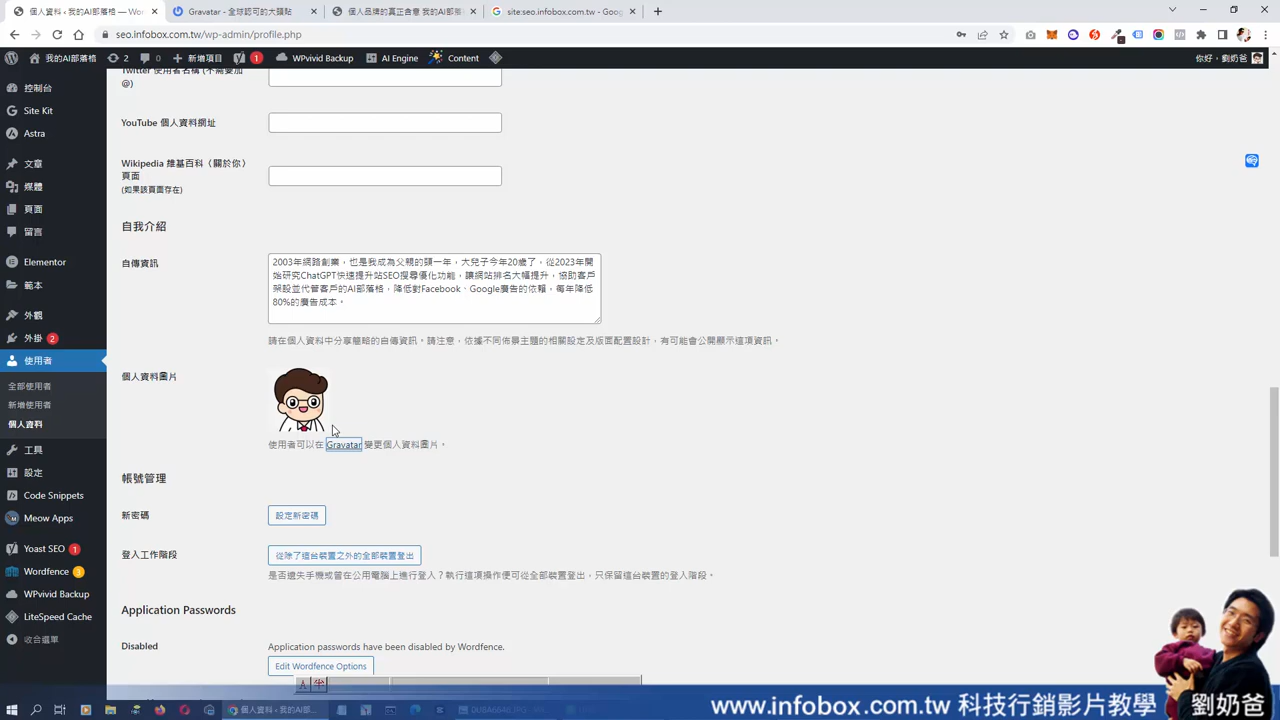 個人資料 ‹ 我的AI部落格 — Wo
Gravatar - 全球認可的大頭貼
個人品牌的真正含意 我的AI部落
site:seo.infobox.com.tw - Goog
seo.infobox.com.tw/wp-admin/profile.php
我的AI部落格
2
0
新增項目
1
WPvivid Backup
AI Engine
Content
你好，劉奶爸
控制台
Site Kit
Astra
文章
媒體
頁面
留言
Elementor
範本
外觀
外掛 2
使用者
全部使用者
新增使用者
個人資料
工具
設定
Code Snippets
Meow Apps
Yoast SEO 1
Wordfence 3
WPvivid Backup
LiteSpeed Cache
收合選單
Twitter 使用者名稱 (不需要加
@)
YouTube 個人資料網址
Wikipedia 維基百科〈關於你〉
頁面
(如果該頁面存在)
自我介紹
自傳資訊
2003年網路創業，也是我成為父親的頭一年，大兒子今年20歲了，從2023年開
始研究ChatGPT快速提升站SEO搜尋優化功能，讓網站排名大幅提升，協助客戶
架設並代管客戶的AI部落格，降低對Facebook、Google廣告的依賴，每年降低
80%的廣告成本。
請在個人資料中分享簡略的自傳資訊。請注意，依據不同佈景主題的相關設定及版面配置設計，有可能會公開顯示這項資訊。
個人資料圖片
使用者可以在 Gravatar 變更個人資料圖片。
帳號管理
新密碼
設定新密碼
登入工作階段
從除了這台裝置之外的全部裝置登出
是否遺失手機或曾在公用電腦上進行登入？執行這項操作便可從全部裝置登出，只保留這台裝置的登入階段。
Application Passwords
Disabled
Application passwords have been disabled by Wordfence.
Edit Wordfence Options
個人資料 ‹ 我的AI部...
www.infobox.com.tw 科技行銷影片教學
劉奶爸